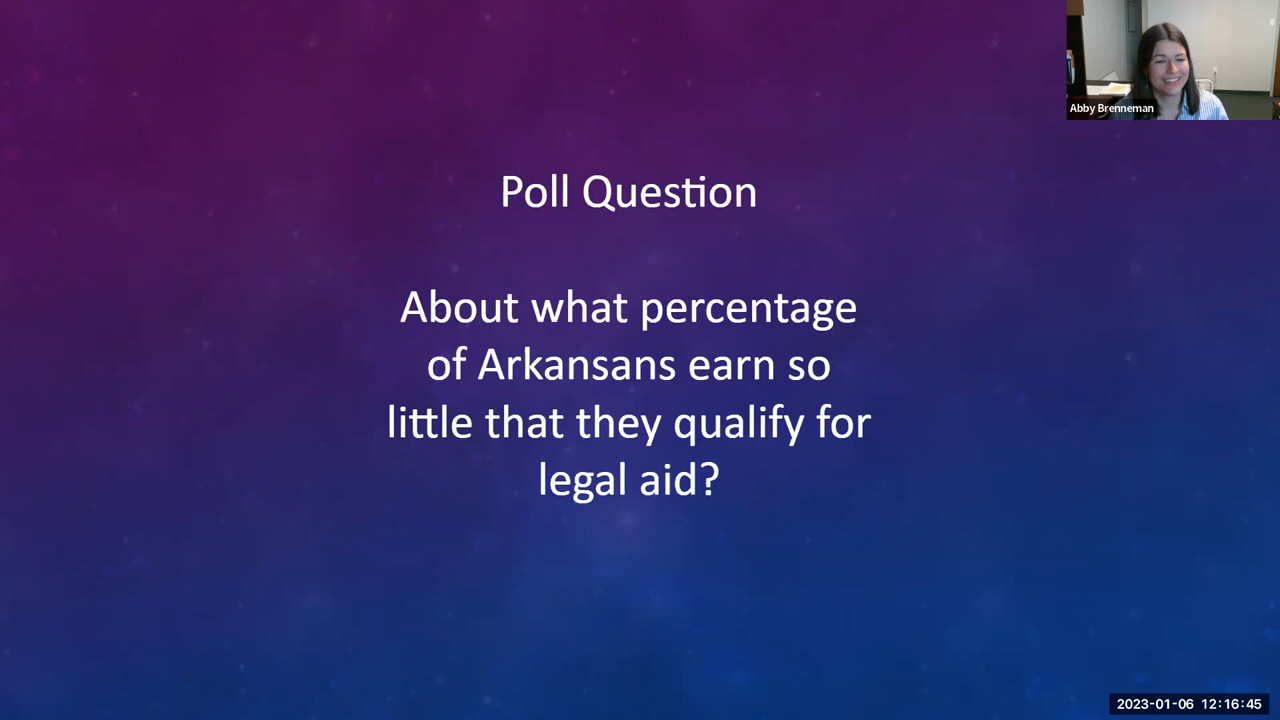 Abby Brenneman
Poll Question
About what percentage
of Arkansans earn so
little that they qualify for
legal aid?
2023-01-06 12:16:45